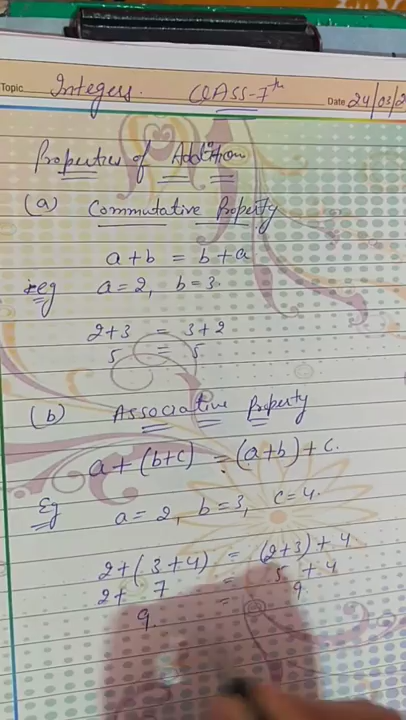 Topic Integers. CLASS-7th Date 24/03/2
Properties of Addition
(a) Commutative Property
a+b = b+a
eg a=2, b=3.
2+3 = 3+2
5 = 5
(b) Associative Property
a+(b+c) = (a+b)+c.
Eg a=2, b=3, c=4.
2+(3+4) = (2+3)+4
2+ 7 = 5 +4
9. = 9